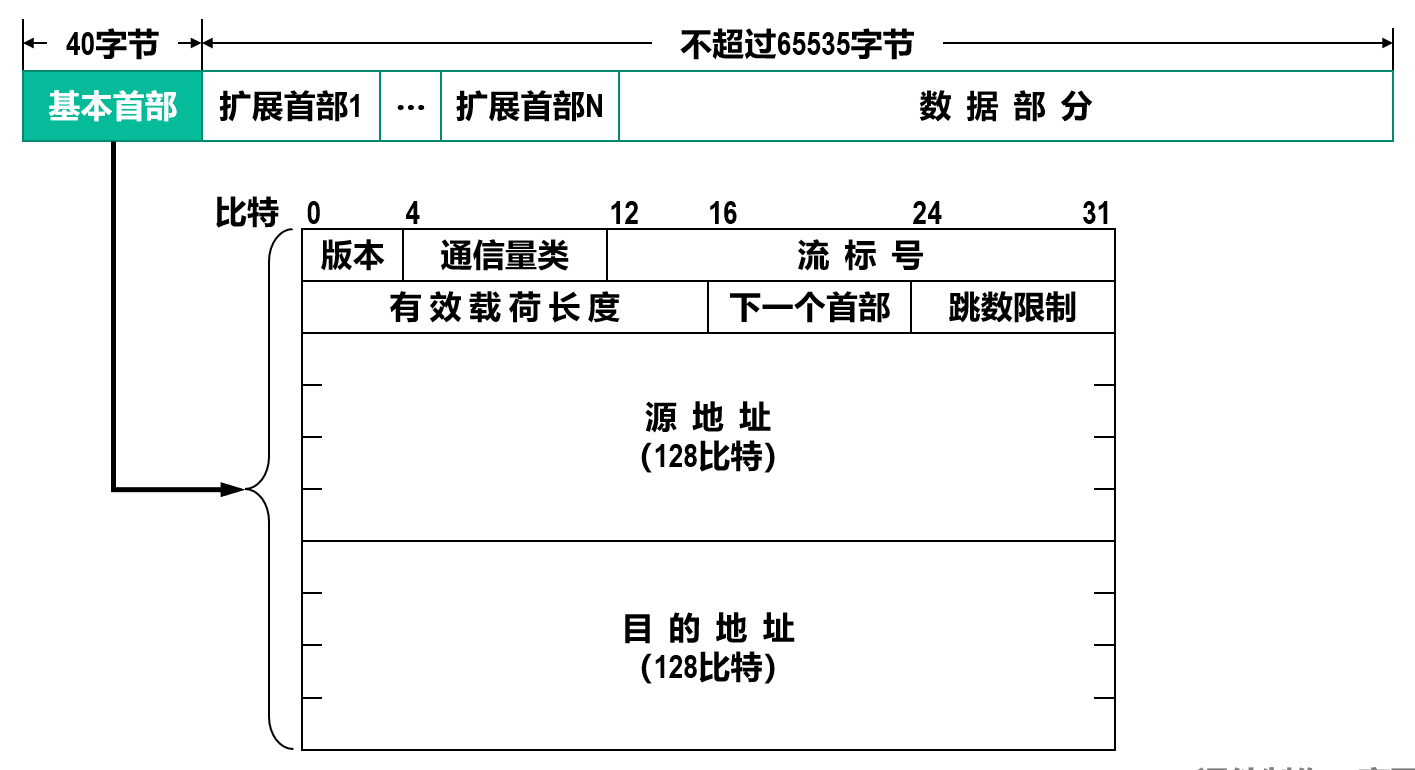 40字节 不超过65535字节
基本首部 扩展首部1 … 扩展首部N 数据部分
比特 0 4 12 16 24 31
版本 通信量类 流标号
有效载荷长度 下一个首部 跳数限制
源地址
（128比特）
目的地址
（128比特）